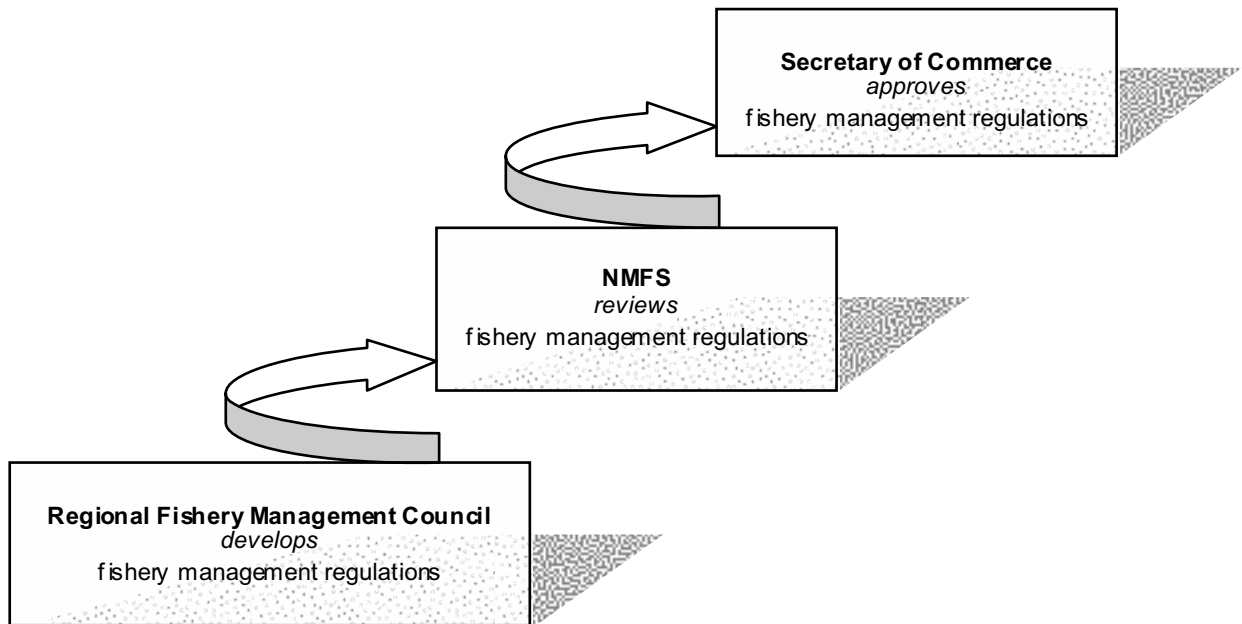 Secretary of Commerce
approves
fishery management regulations
NMFS
reviews
fishery management regulations
Regional Fishery Management Council
develops
fishery management regulations